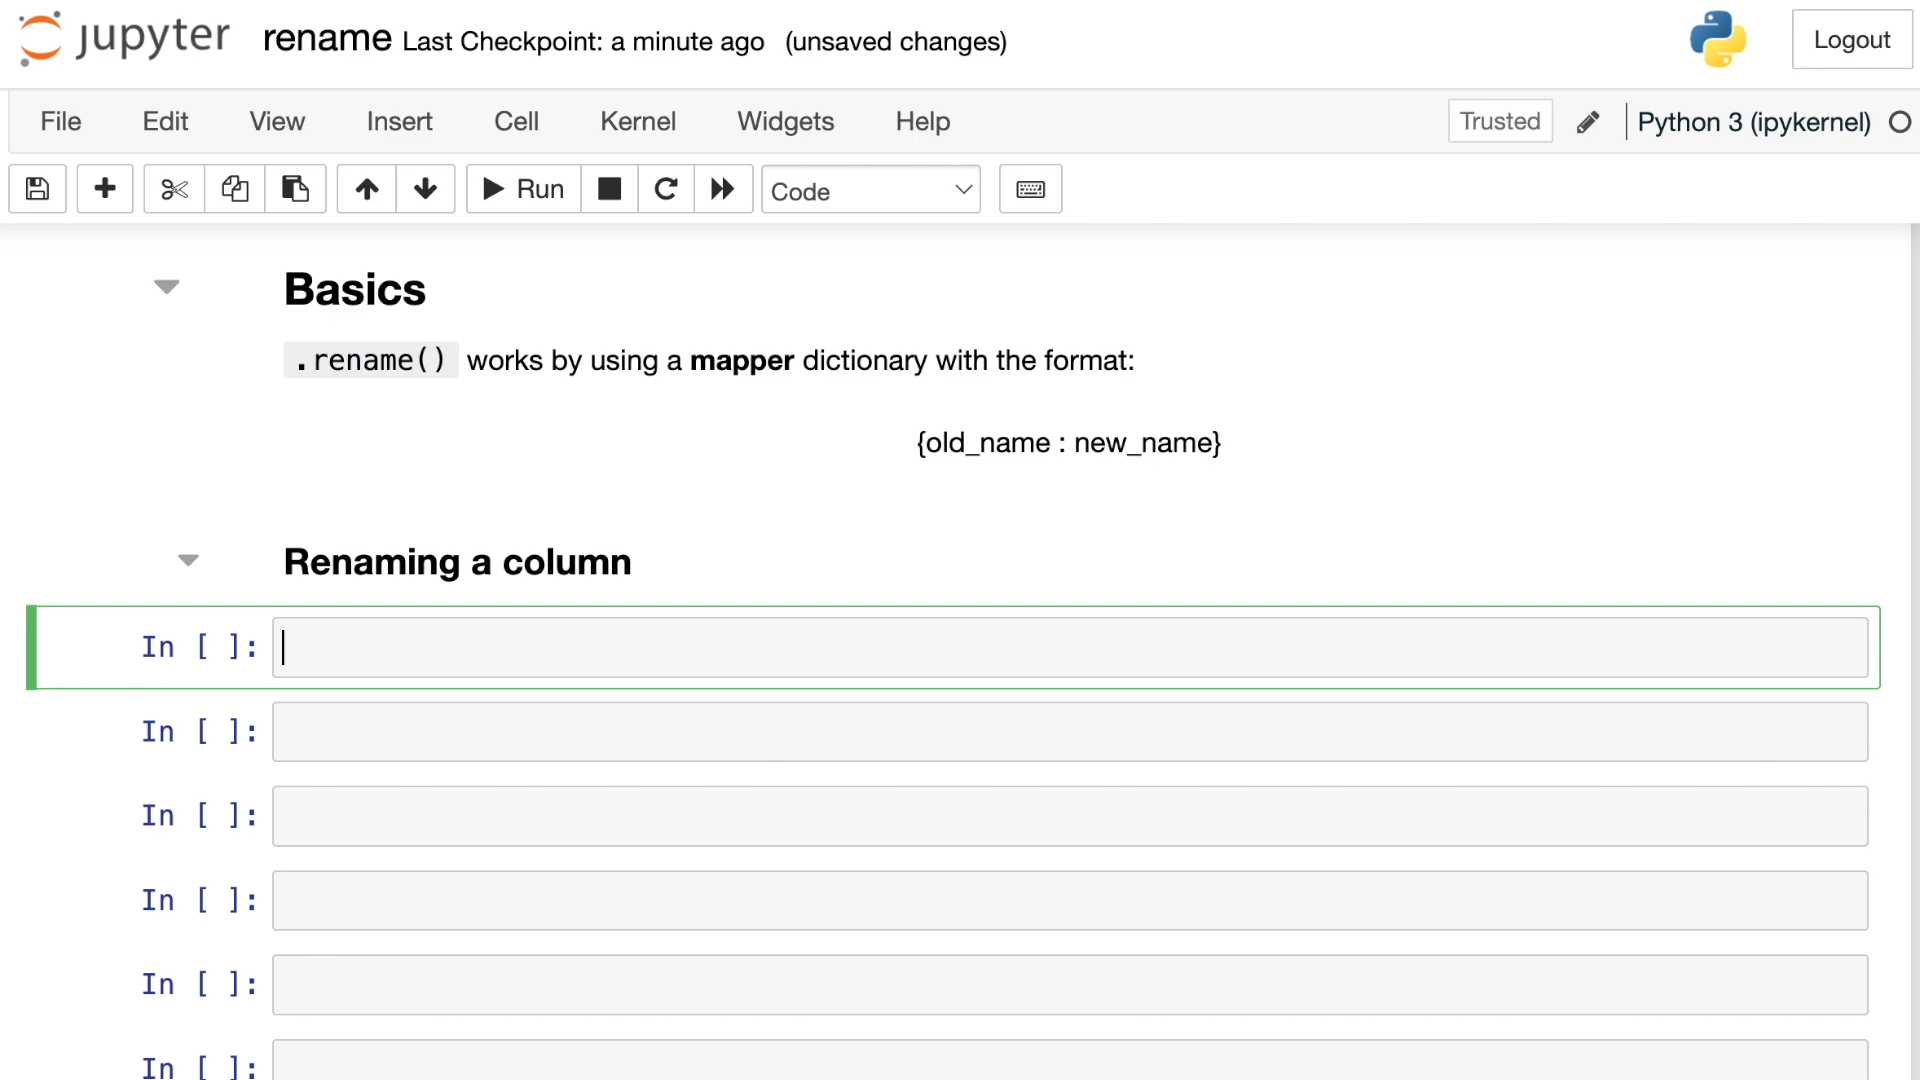 jupyter rename Last Checkpoint: a minute ago (unsaved changes) Logout
File Edit View Insert Cell Kernel Widgets Help Trusted Python 3 (ipykernel)
Run Code
Basics
.rename() works by using a mapper dictionary with the format:
{old_name : new_name}
Renaming a column
In [ ]:
In [ ]:
In [ ]:
In [ ]:
In [ ]:
In [ ]: